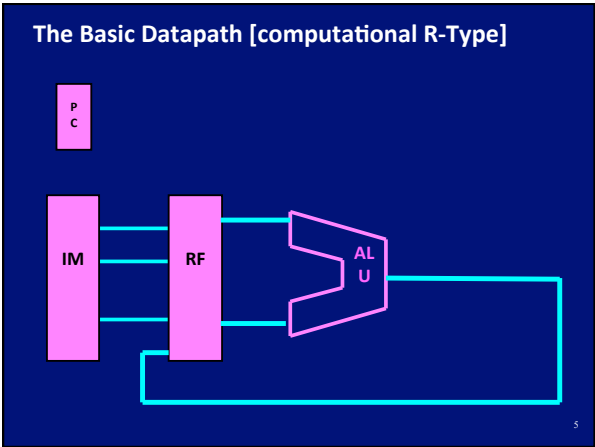 The Basic Datapath [computational R-Type]
P
C
IM
RF
AL
U
5